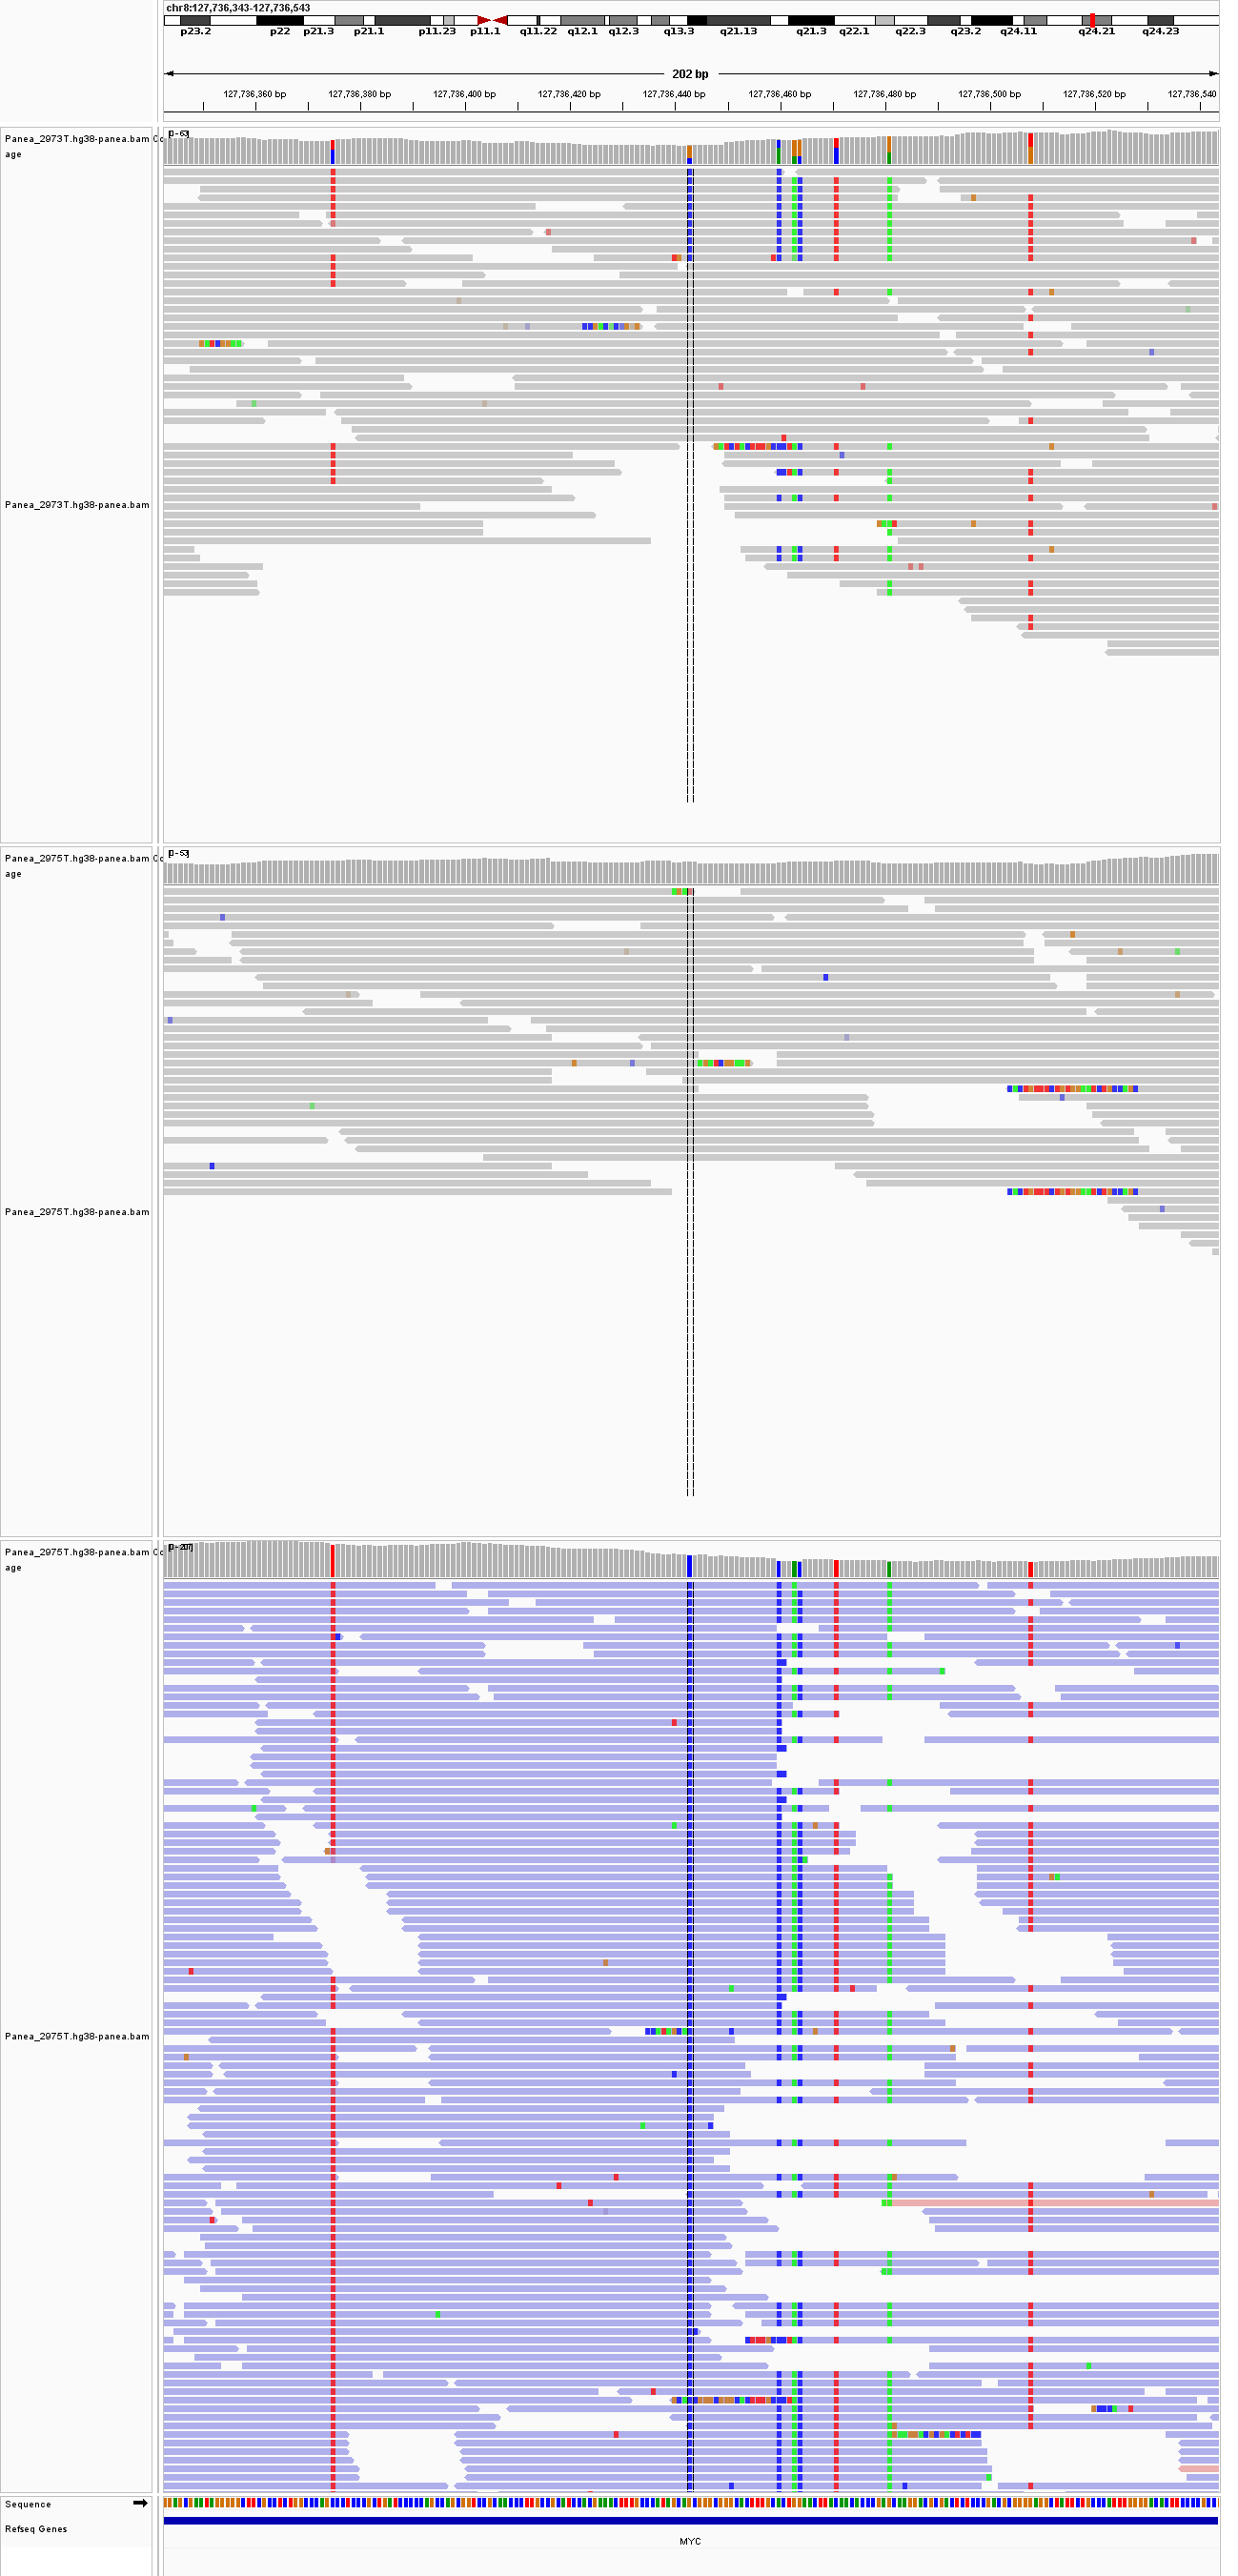 chr8:127,736,343-127,736,543
p23.2 p22 p21.3 p21.1 p11.23 p11.1 q11.22 q12.1 q12.3 q13.3 q21.13 q21.3 q22.1 q22.3 q23.2 q24.11 q24.21 q24.23
202 bp
127,736,360 bp 127,736,380 bp 127,736,400 bp 127,736,420 bp 127,736,440 bp 127,736,460 bp 127,736,480 bp 127,736,500 bp 127,736,520 bp 127,736,540
Panea_2973T.hg38-panea.bam Co
age
[0-63]
Panea_2973T.hg38-panea.bam
Panea_2975T.hg38-panea.bam Co
age
[0-53]
Panea_2975T.hg38-panea.bam
Panea_2975T.hg38-panea.bam Co
age
Panea_2975T.hg38-panea.bam
Sequence
Refseq Genes
MYC